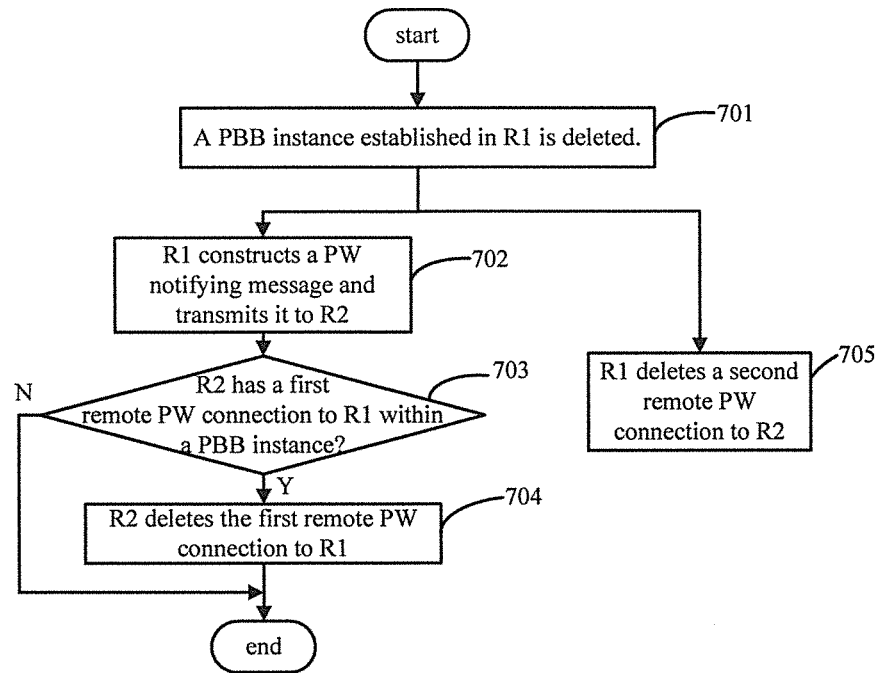 start
701
A PBB instance established in R1 is deleted.
R1 constructs a PW
notifying message and
transmits it to R2
702
705
R1 deletes a second
remote PW
connection to R2
703
N
R2 has a first
remote PW connection to R1 within
a PBB instance?
Y
704
R2 deletes the first remote PW
connection to R1
end